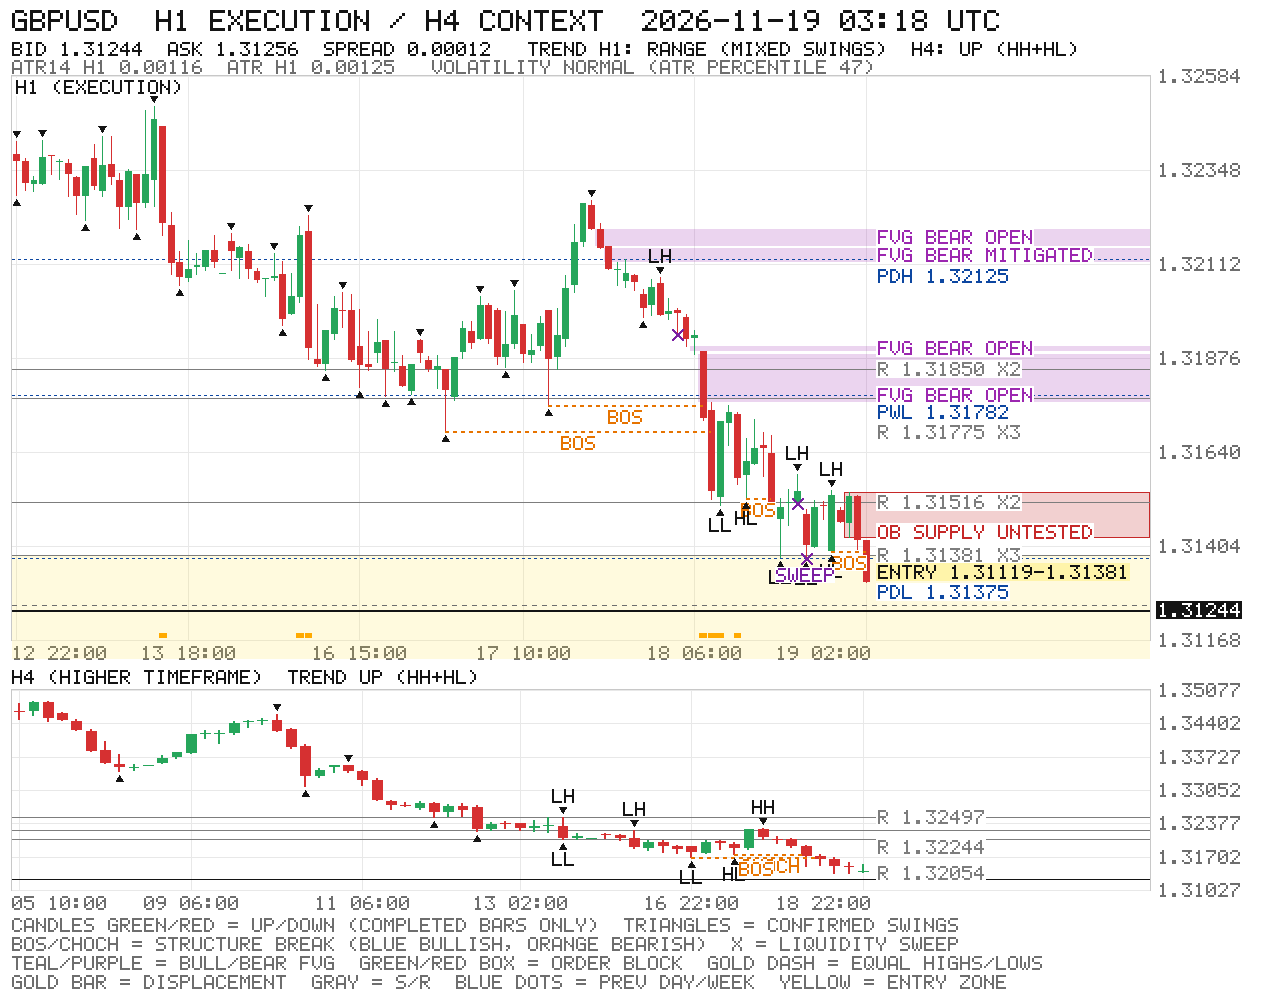 GBPUSD H1 EXECUTION / H4 CONTEXT 2026-11-19 03:18 UTC
BID 1.31244 ASK 1.31256 SPREAD 0.00012 TREND H1: RANGE (MIXED SWINGS) H4: UP (HH+HL)
ATR14 H1 0.00116 ATR H1 0.00125 VOLATILITY NORMAL (ATR PERCENTILE 47)
1.32584
H1 (EXECUTION)
1.32348
FVG BEAR OPEN
LH
FVG BEAR MITIGATED
1.32112
PDH 1.32125
FVG BEAR OPEN
1.31876
R 1.31850 X2
FVG BEAR OPEN
PWL 1.31782
BOS
R 1.31775 X3
BOS
1.31640
LH
LH
R 1.31516 X2
BOS
HL
LL
OB SUPPLY UNTESTED
1.31404
R 1.31381 X3
BOS
ENTRY 1.31119-1.31381
SWEEP
PDL 1.31375
1.31244
1.31168
12 22:00 13 18:00 16 15:00 17 10:00 18 06:00 19 02:00
H4 (HIGHER TIMEFRAME) TREND UP (HH+HL)
1.35077
1.34402
1.33727
1.33052
LH
LH
HH
R 1.32497
1.32377
R 1.32244
LL
1.31702
BOS
CH
HL
LL
R 1.32054
1.31027
05 10:00 09 06:00 11 06:00 13 02:00 16 22:00 18 22:00
CANDLES GREEN/RED = UP/DOWN (COMPLETED BARS ONLY) TRIANGLES = CONFIRMED SWINGS
BOS/CHOCH = STRUCTURE BREAK (BLUE BULLISH, ORANGE BEARISH) X = LIQUIDITY SWEEP
TEAL/PURPLE = BULL/BEAR FVG GREEN/RED BOX = ORDER BLOCK GOLD DASH = EQUAL HIGHS/LOWS
GOLD BAR = DISPLACEMENT GRAY = S/R BLUE DOTS = PREV DAY/WEEK YELLOW = ENTRY ZONE